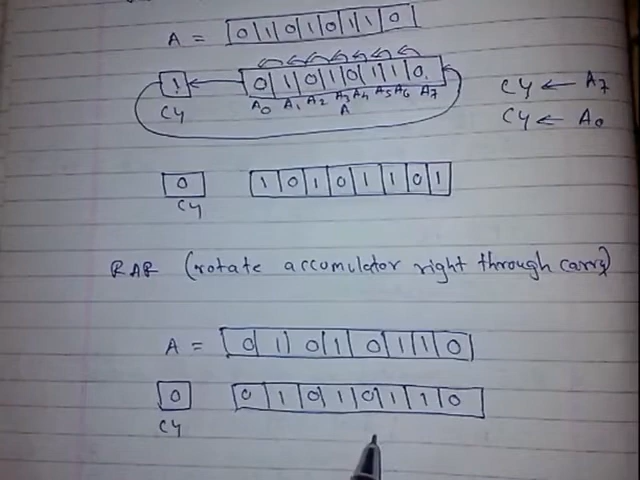 A = 0 1 0 1 0 1 1 0
1 0 1 0 1 0 1 1 0 CY ← A7
CY A0 A1 A2 A3 A4 A5 A6 A7
A CY ← A0
0 1 0 1 0 1 1 0 1
CY
RAR (rotate accomulator right through carry)
A = 0 1 0 1 0 1 1 0
0 0 1 0 1 0 1 1 0
CY